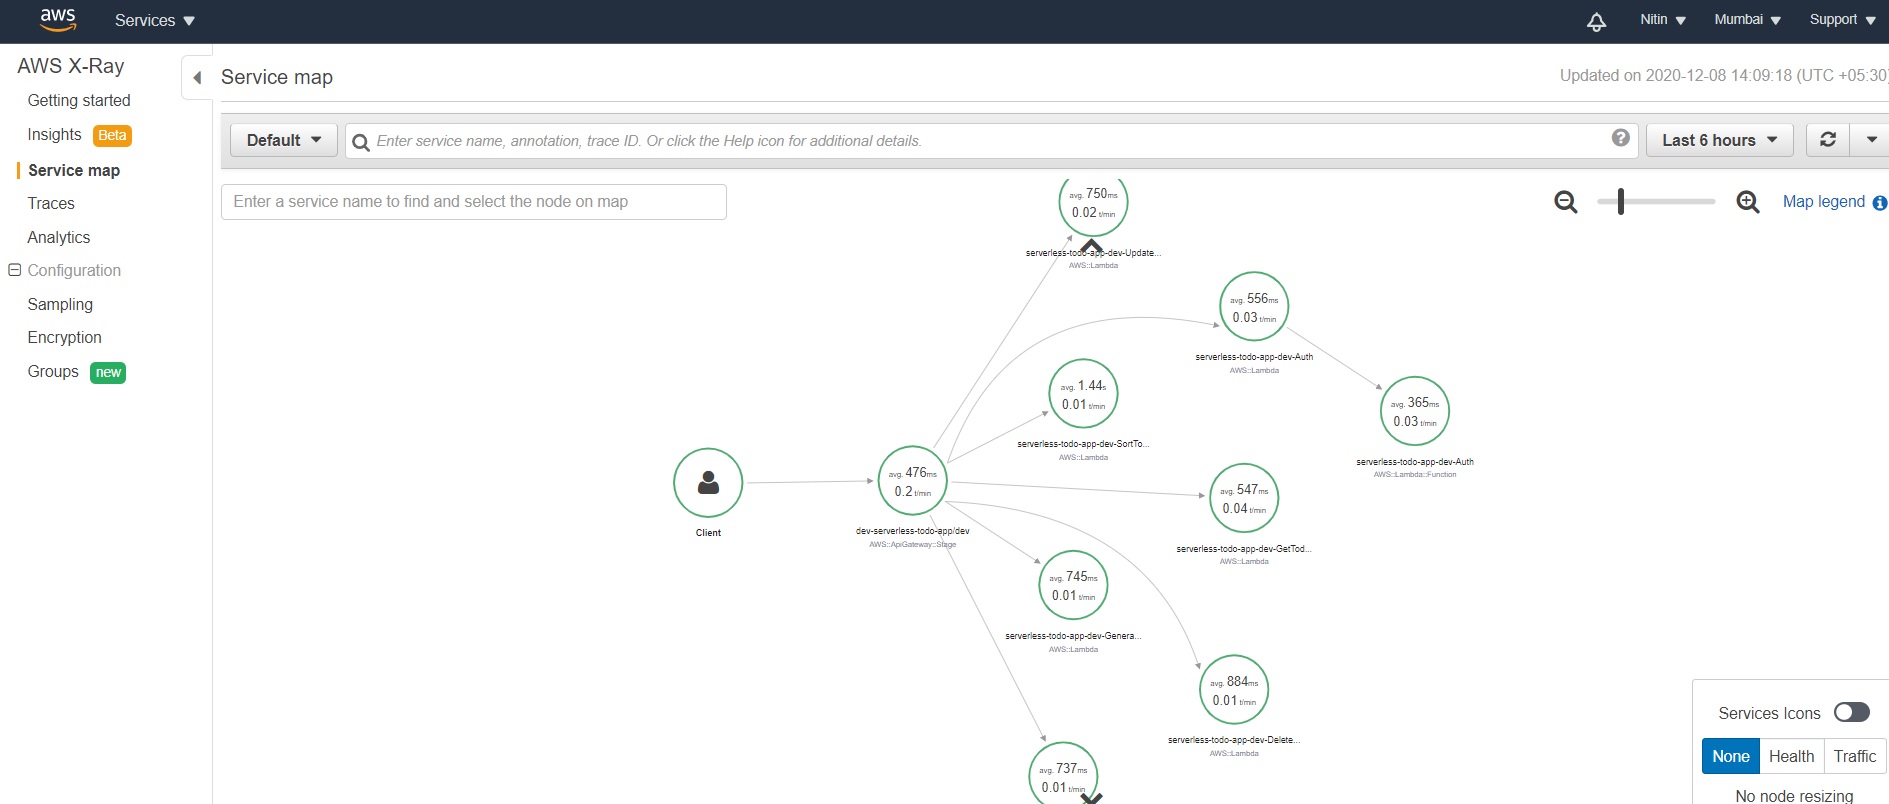 aws
Services
Nitin
Mumbai
Support
AWS X-Ray
Getting started
Insights Beta
Service map
Traces
Analytics
Configuration
Sampling
Encryption
Groups new
Service map
Updated on 2020-12-08 14:09:18 (UTC +05:30)
Default
Enter service name, annotation, trace ID. Or click the Help icon for additional details.
Last 6 hours
Enter a service name to find and select the node on map
Map legend
avg. 750ms
0.02 t/min
serverless-todo-app-dev-Update...
AWS::Lambda
avg. 556ms
0.03 t/min
serverless-todo-app-dev-Auth
AWS::Lambda
avg. 1.44s
0.01 t/min
serverless-todo-app-dev-SortTo...
AWS::Lambda
avg. 365ms
0.03 t/min
serverless-todo-app-dev-Auth
AWS::Lambda::Function
Client
avg. 476ms
0.2 t/min
dev-serverless-todo-app/dev
AWS::ApiGateway::Stage
avg. 547ms
0.04 t/min
serverless-todo-app-dev-GetTod...
AWS::Lambda
avg. 745ms
0.01 t/min
serverless-todo-app-dev-Genera...
AWS::Lambda
avg. 884ms
0.01 t/min
serverless-todo-app-dev-Delete...
AWS::Lambda
avg. 737ms
0.01 t/min
Services Icons
None Health Traffic
No node resizing